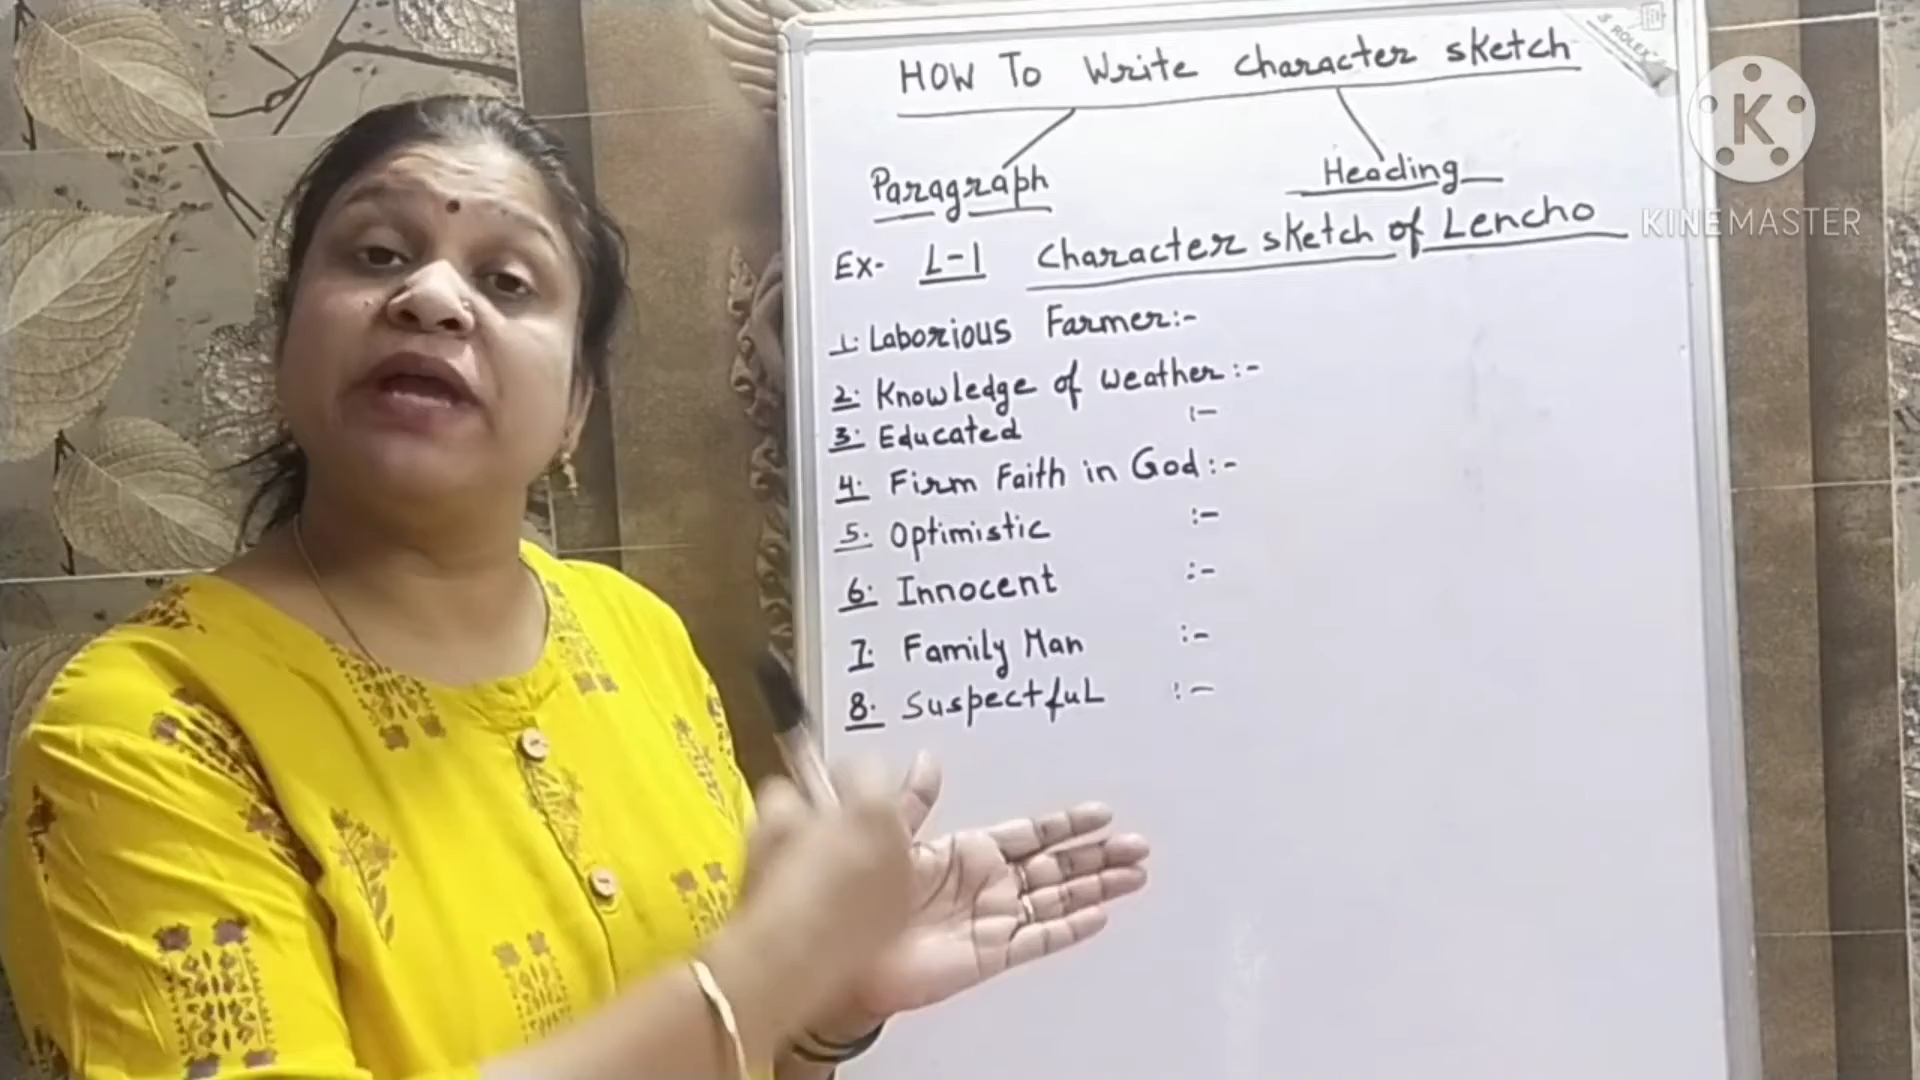 HOW TO Write character sketch
Paragraph
Heading
Ex- L-1 Character sketch of Lencho
1. Laborious Farmer:-
2. Knowledge of weather:-
3. Educated :-
4. Firm Faith in God:-
5. Optimistic :-
6. Innocent :-
7. Family Man :-
8. SuspectfuL :-
ROLEX
K
KINEMASTER